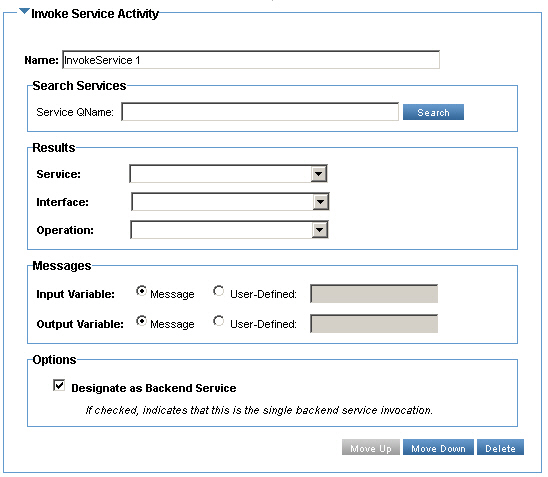 Invoke Service Activity
Name: InvokeService 1
Search Services
Service QName: Search
Results
Service:
Interface:
Operation:
Messages
Input Variable: Message User-Defined:
Output Variable: Message User-Defined:
Options
Designate as Backend Service
If checked, indicates that this is the single backend service invocation.
Move Up Move Down Delete